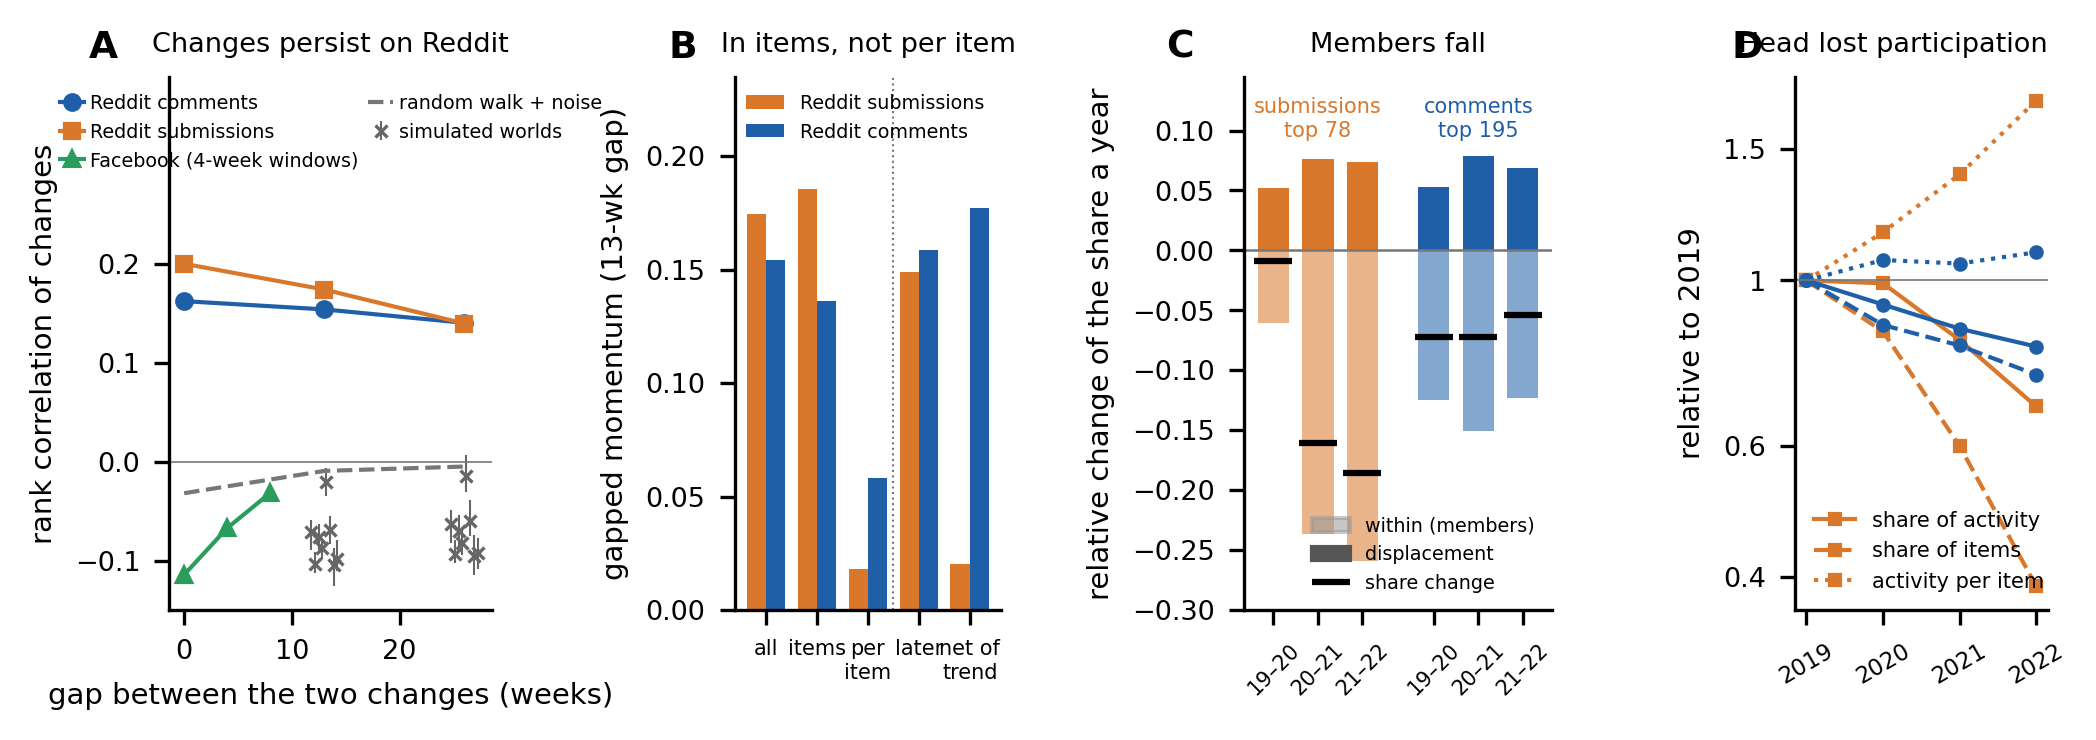 A
Changes persist on Reddit
Reddit comments
Reddit submissions
Facebook (4-week windows)
random walk + noise
simulated worlds
rank correlation of changes
0.2
0.1
0.0
−0.1
0
10
20
gap between the two changes (weeks)
B
In items, not per item
Reddit submissions
Reddit comments
gapped momentum (13-wk gap)
0.20
0.15
0.10
0.05
0.00
all
items
per
item
later
net of
trend
C
Members fall
submissions
top 78
comments
top 195
relative change of the share a year
0.10
0.05
0.00
−0.05
−0.10
−0.15
−0.20
−0.25
−0.30
within (members)
displacement
share change
19–20
20–21
21–22
19–20
20–21
21–22
D
Head lost participation
relative to 2019
1.5
1
0.6
0.4
share of activity
share of items
activity per item
2019
2020
2021
2022